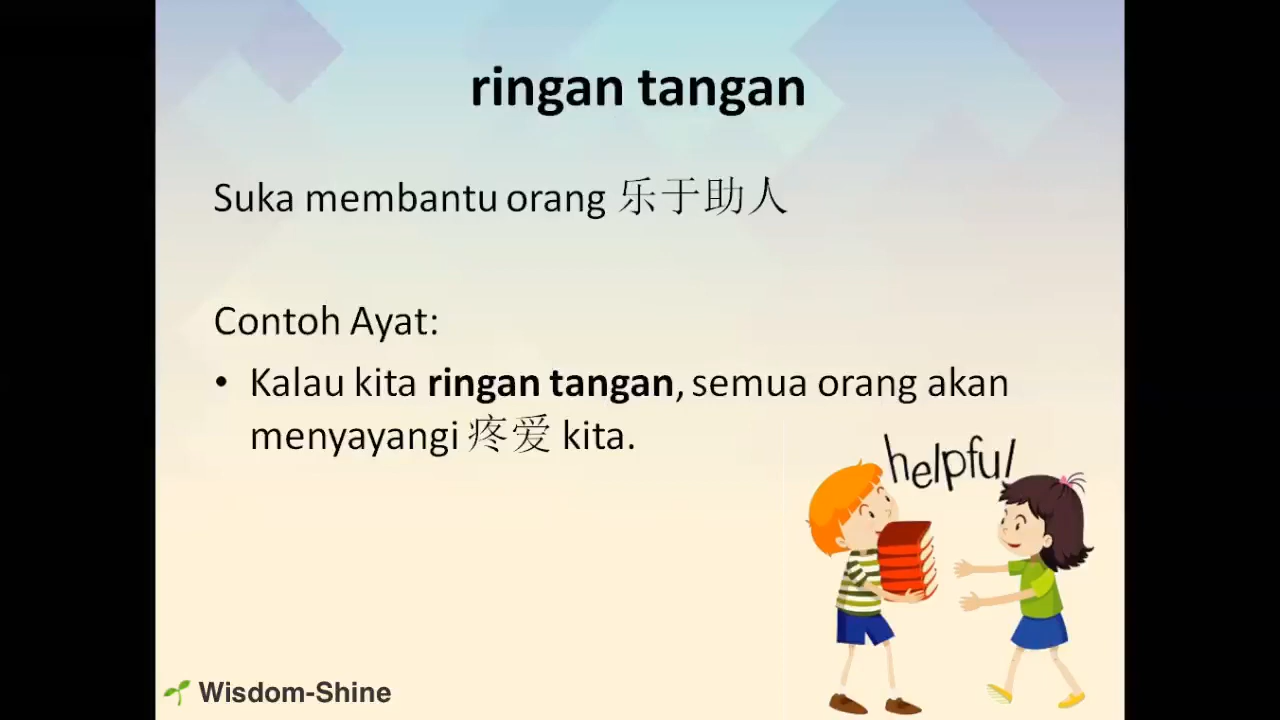 ringan tangan
Suka membantu orang 乐于助人
Contoh Ayat:
• Kalau kita ringan tangan, semua orang akan
menyayangi 疼爱 kita.
helpful
Wisdom-Shine